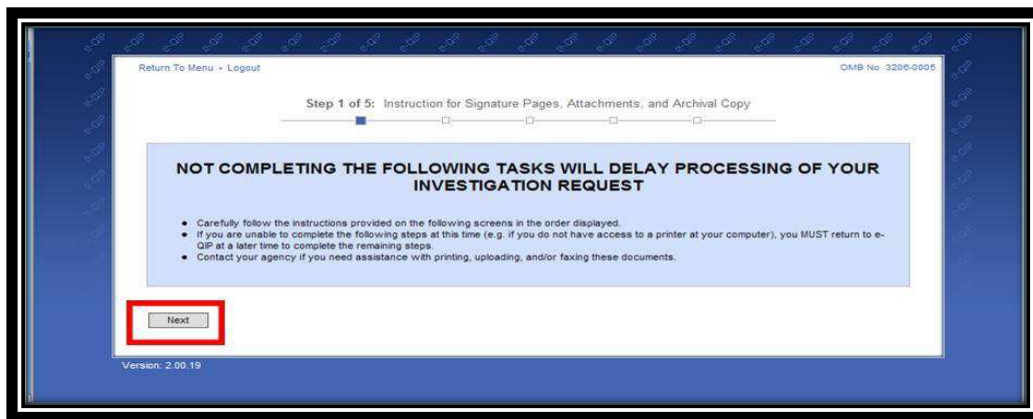 Return To Menu • Logout
OMB No. 3206-0005
Step 1 of 5: Instruction for Signature Pages, Attachments, and Archival Copy
NOT COMPLETING THE FOLLOWING TASKS WILL DELAY PROCESSING OF YOUR
INVESTIGATION REQUEST
• Carefully follow the instructions provided on the following screens in the order displayed.
• If you are unable to complete the following steps at this time (e.g. if you do not have access to a printer at your computer), you MUST return to e-
QIP at a later time to complete the remaining steps.
• Contact your agency if you need assistance with printing, uploading, and/or faxing these documents.
Next
Version: 2.00.19